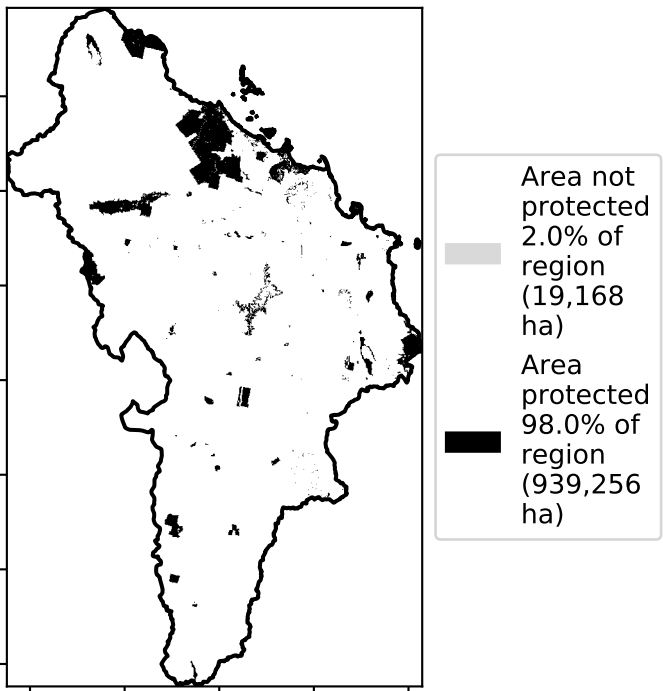 Area not
protected
2.0% of
region
(19,168
ha)
Area
protected
98.0% of
region
(939,256
ha)